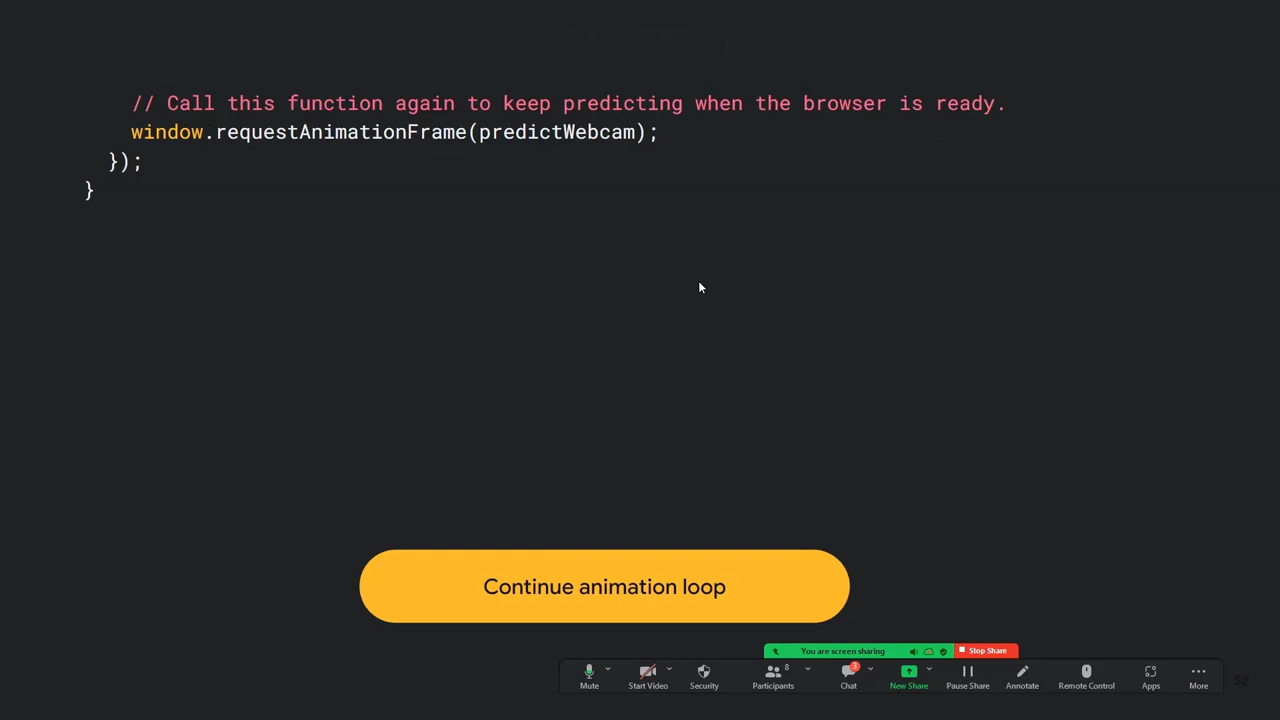 // Call this function again to keep predicting when the browser is ready.
window.requestAnimationFrame(predictWebcam);
});
}
Continue animation loop
You are screen sharing
Stop Share
8
3
Mute
Start Video
Security
Participants
Chat
New Share
Pause Share
Annotate
Remote Control
Apps
More